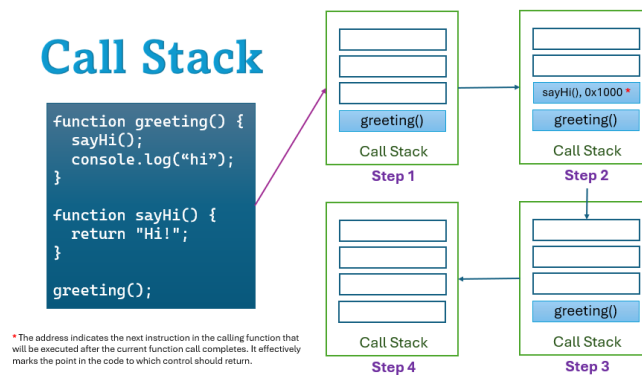 Call Stack
function greeting() {
sayHi();
console.log(“hi”);
}
function sayHi() {
return "Hi!";
}
greeting();
* The address indicates the next instruction in the calling function that
will be executed after the current function call completes. It effectively
marks the point in the code to which control should return.
greeting()
Call Stack
Step 1
sayHi(), 0x1000 *
greeting()
Call Stack
Step 2
greeting()
Call Stack
Step 3
Call Stack
Step 4